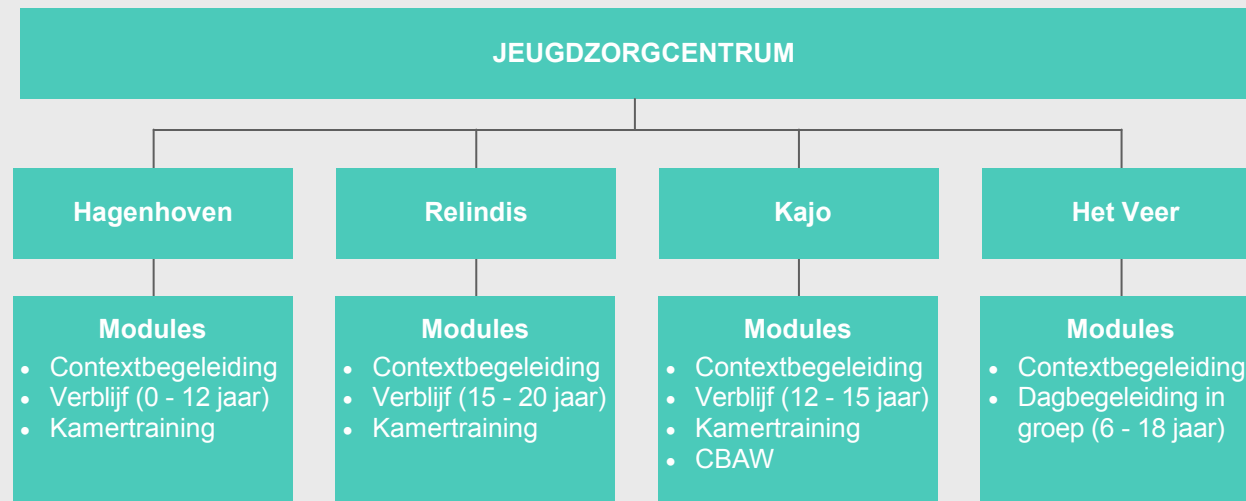 JEUGDZORGCENTRUM
Hagenhoven
Relindis
Kajo
Het Veer
Modules
• Contextbegeleiding
• Verblijf (0 - 12 jaar)
• Kamertraining
Modules
• Contextbegeleiding
• Verblijf (15 - 20 jaar)
• Kamertraining
Modules
• Contextbegeleiding
• Verblijf (12 - 15 jaar)
• Kamertraining
• CBAW
Modules
• Contextbegeleiding
• Dagbegeleiding in
groep (6 - 18 jaar)